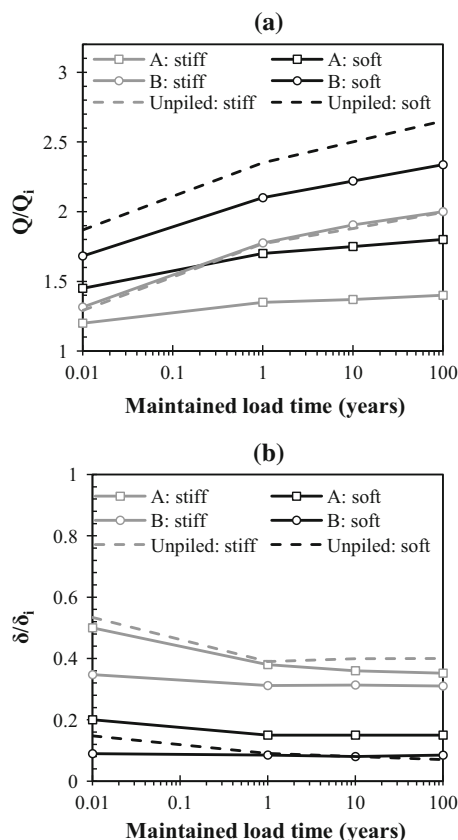 (a)
A: stiff
A: soft
B: stiff
B: soft
Unpiled: stiff
Unpiled: soft
3
2.5
2
1.5
1
Q/Qi
0.01
0.1
1
10
100
Maintained load time (years)
(b)
A: stiff
A: soft
B: stiff
B: soft
Unpiled: stiff
Unpiled: soft
1
0.8
0.6
0.4
0.2
0
δ/δi
0.01
0.1
1
10
100
Maintained load time (years)